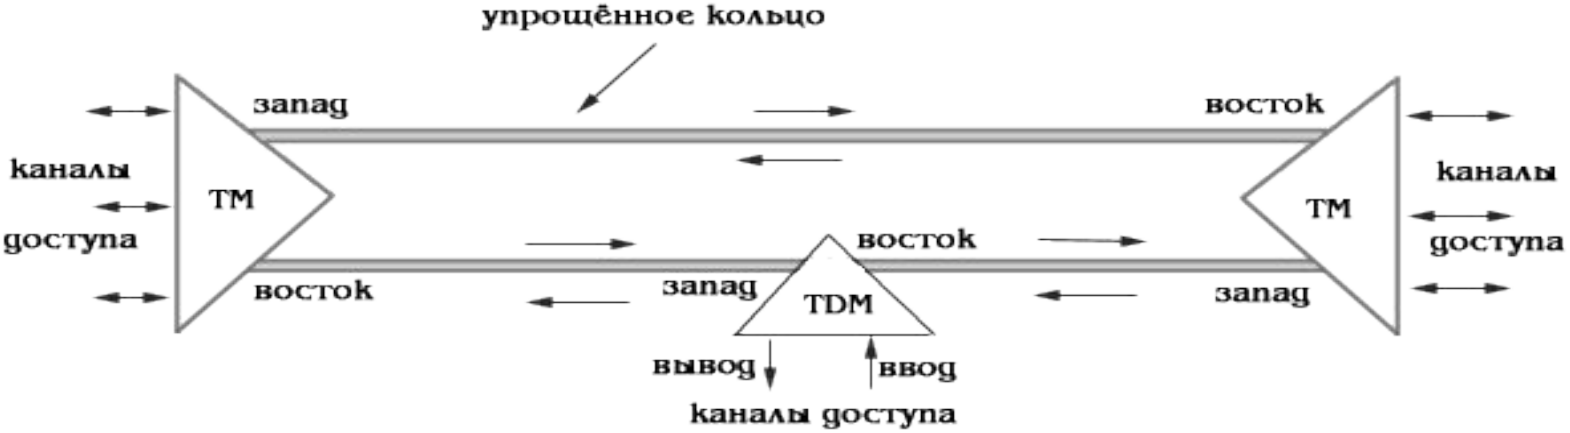 упрощённое кольцо
запад
восток
каналы
доступа
ТМ
восток
запад
восток
TDM
запад
ТМ
каналы
доступа
вывод
ввод
каналы доступа